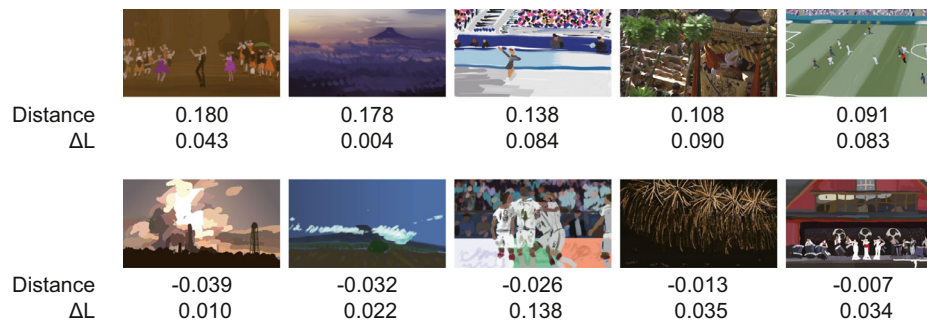 Distance 0.180 0.178 0.138 0.108 0.091
ΔL 0.043 0.004 0.084 0.090 0.083
Distance -0.039 -0.032 -0.026 -0.013 -0.007
ΔL 0.010 0.022 0.138 0.035 0.034